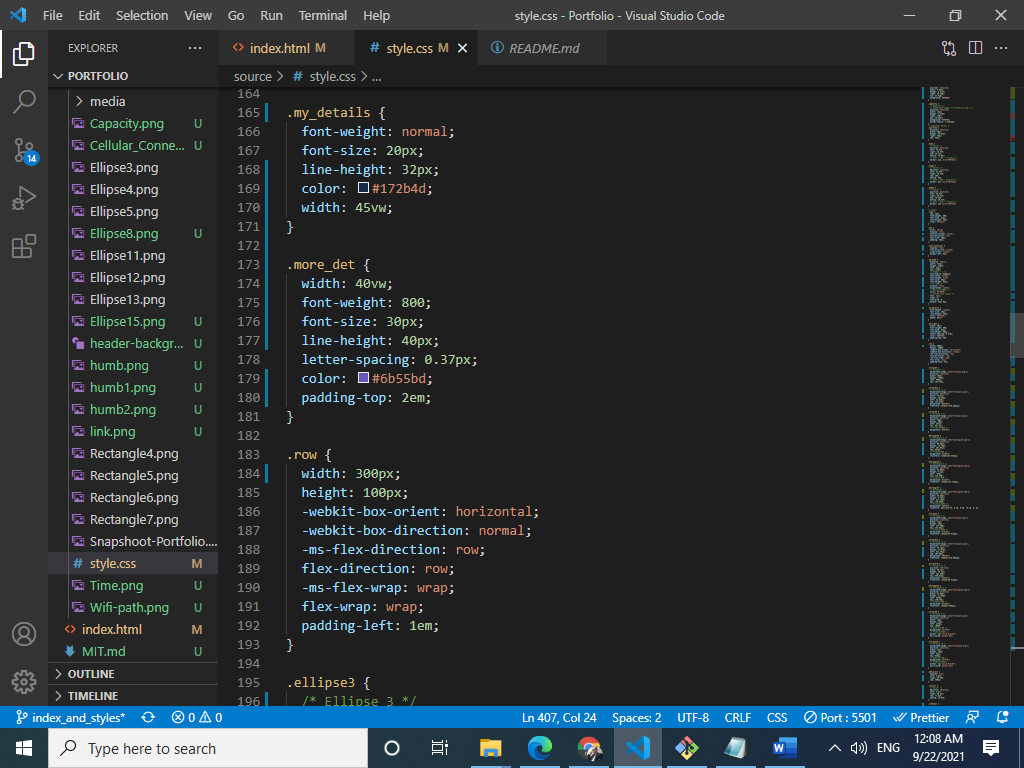 File Edit Selection View Go Run Terminal Help style.css - Portfolio - Visual Studio Code
EXPLORER
index.html M
style.css M
README.md
PORTFOLIO
source > style.css > ...
media
Capacity.png U
Cellular_Conne... U
Ellipse3.png
Ellipse4.png
Ellipse5.png
Ellipse8.png U
Ellipse11.png
Ellipse12.png
Ellipse13.png
Ellipse15.png U
header-backgr... U
humb.png U
humb1.png U
humb2.png U
link.png U
Rectangle4.png
Rectangle5.png
Rectangle6.png
Rectangle7.png
Snapshoot-Portfolio....
style.css M
Time.png U
Wifi-path.png U
index.html M
MIT.md U
OUTLINE
TIMELINE
14
164
165 .my_details {
166 font-weight: normal;
167 font-size: 20px;
168 line-height: 32px;
169 color: #172b4d;
170 width: 45vw;
171 }
172
173 .more_det {
174 width: 40vw;
175 font-weight: 800;
176 font-size: 30px;
177 line-height: 40px;
178 letter-spacing: 0.37px;
179 color: #6b55bd;
180 padding-top: 2em;
181 }
182
183 .row {
184 width: 300px;
185 height: 100px;
186 -webkit-box-orient: horizontal;
187 -webkit-box-direction: normal;
188 -ms-flex-direction: row;
189 flex-direction: row;
190 -ms-flex-wrap: wrap;
191 flex-wrap: wrap;
192 padding-left: 1em;
193 }
194
195 .ellipse3 {
196 /* Ellipse 3 */
index_and_styles* 0 0 Ln 407, Col 24 Spaces: 2 UTF-8 CRLF CSS Port : 5501 Prettier
Type here to search
ENG
12:08 AM
9/22/2021